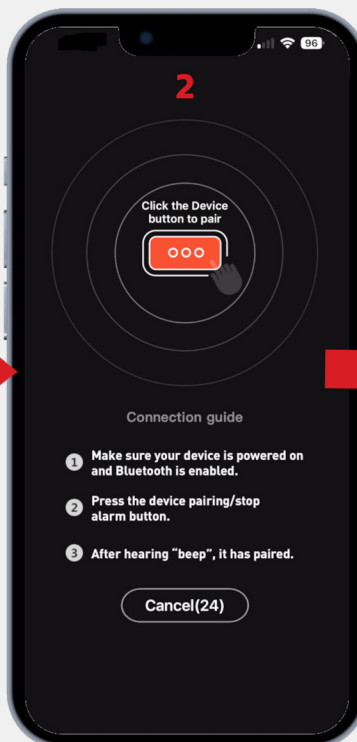 96
2
Click the Device
button to pair
Connection guide
1 Make sure your device is powered on
and Bluetooth is enabled.
2 Press the device pairing/stop
alarm button.
3 After hearing “beep”, it has paired.
Cancel(24)